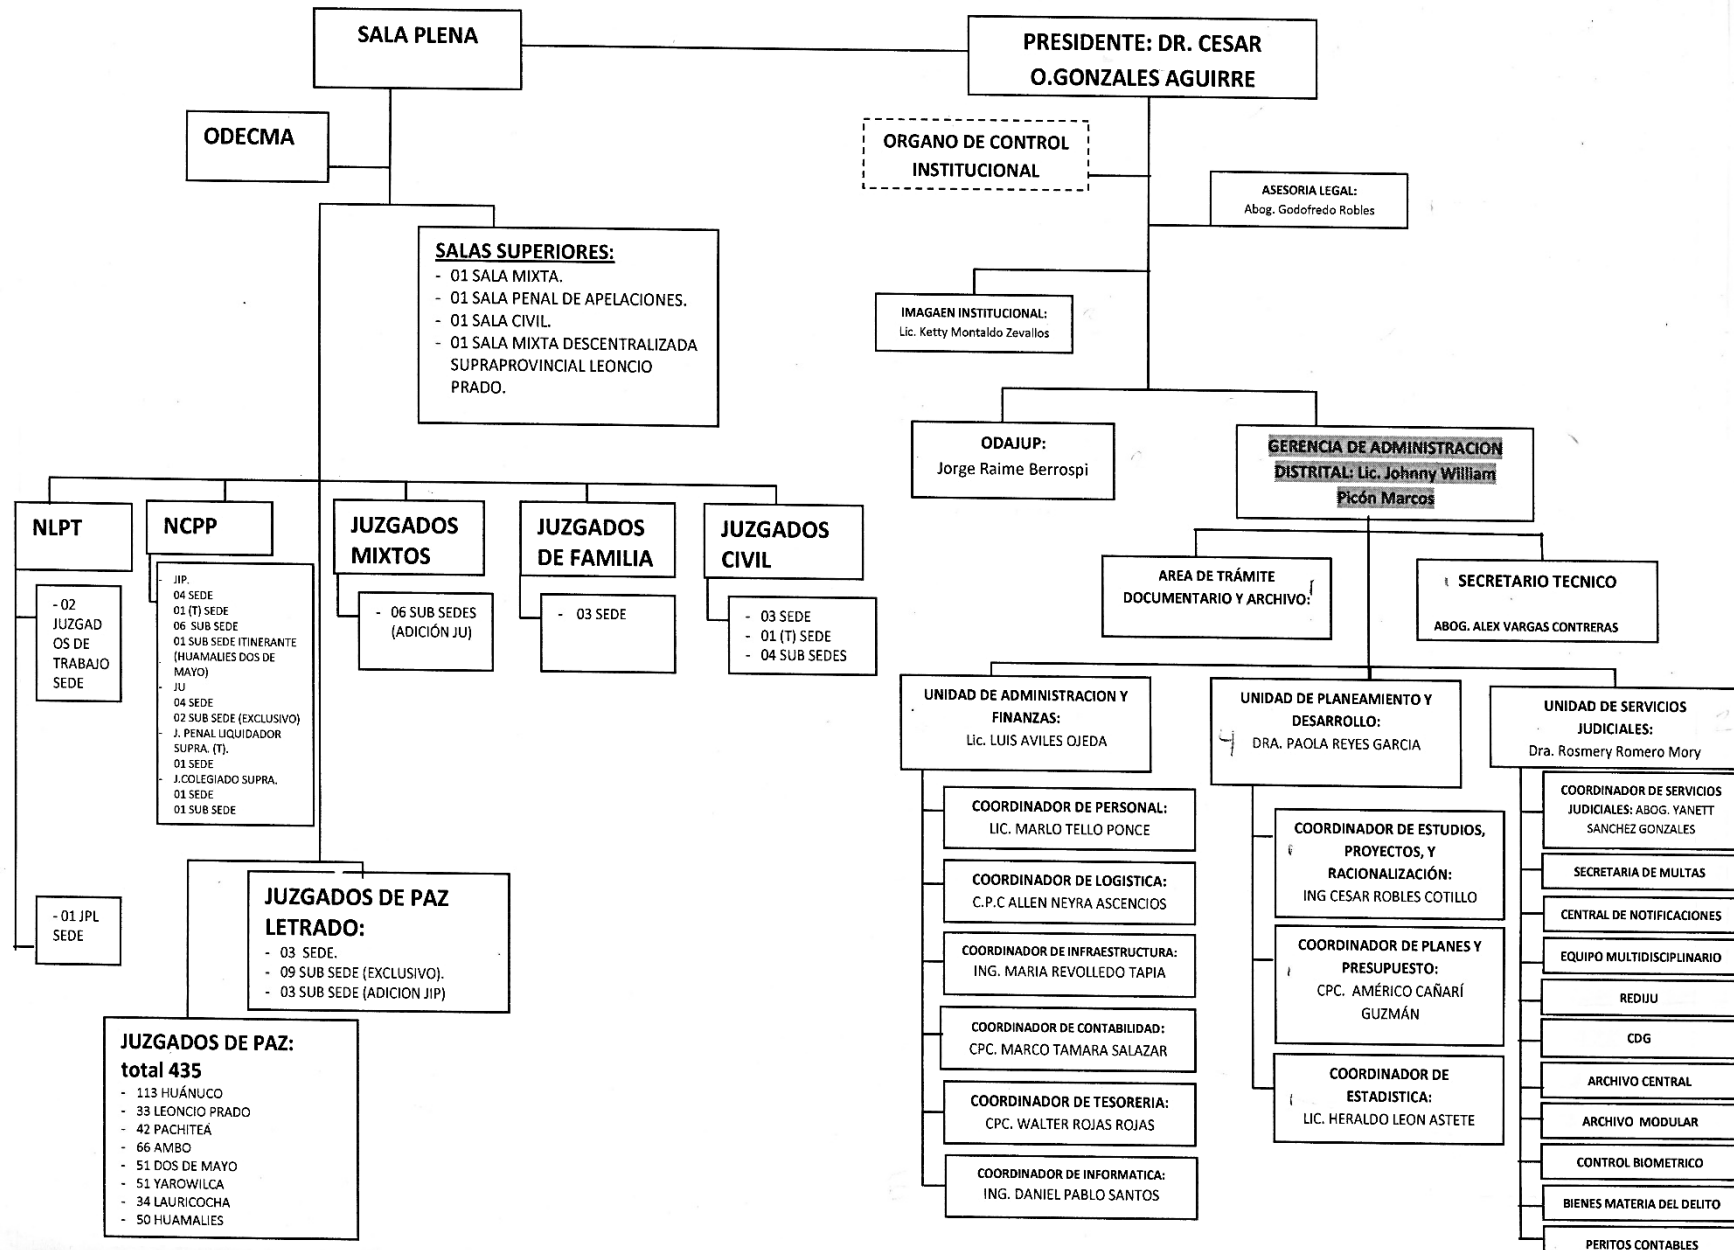 SALA PLENA
PRESIDENTE: DR. CESAR
O.GONZALES AGUIRRE
ODECMA
ORGANO DE CONTROL
INSTITUCIONAL
ASESORIA LEGAL:
Abog. Godofredo Robles
SALAS SUPERIORES:
- 01 SALA MIXTA.
- 01 SALA PENAL DE APELACIONES.
- 01 SALA CIVIL.
- 01 SALA MIXTA DESCENTRALIZADA
SUPRAPROVINCIAL LEONCIO
PRADO.
IMAGAEN INSTITUCIONAL:
Lic. Ketty Montaldo Zevallos
ODAJUP:
Jorge Raime Berrospi
GERENCIA DE ADMINISTRACION
DISTRITAL: Lic. Johnny William
Picón Marcos
NLPT
- 02
JUZGAD
OS DE
TRABAJO
SEDE
- 01 JPL
SEDE
NCPP
- JIP.
04 SEDE
01 (T) SEDE
06 SUB SEDE
01 SUB SEDE ITINERANTE
(HUAMALIES DOS DE
MAYO)
- JU
04 SEDE
02 SUB SEDE (EXCLUSIVO)
- J. PENAL LIQUIDADOR
SUPRA. (T).
01 SEDE
- J.COLEGIADO SUPRA.
01 SEDE
01 SUB SEDE
JUZGADOS
MIXTOS
- 06 SUB SEDES
(ADICIÓN JU)
JUZGADOS
DE FAMILIA
- 03 SEDE
JUZGADOS
CIVIL
- 03 SEDE
- 01 (T) SEDE
- 04 SUB SEDES
JUZGADOS DE PAZ
LETRADO:
- 03 SEDE.
- 09 SUB SEDE (EXCLUSIVO).
- 03 SUB SEDE (ADICION JIP)
JUZGADOS DE PAZ:
total 435
- 113 HUÁNUCO
- 33 LEONCIO PRADO
- 42 PACHITEÁ
- 66 AMBO
- 51 DOS DE MAYO
- 51 YAROWILCA
- 34 LAURICOCHA
- 50 HUAMALIES
AREA DE TRÁMITE
DOCUMENTARIO Y ARCHIVO:
SECRETARIO TECNICO
ABOG. ALEX VARGAS CONTRERAS
UNIDAD DE ADMINISTRACION Y
FINANZAS:
Lic. LUIS AVILES OJEDA
COORDINADOR DE PERSONAL:
LIC. MARLO TELLO PONCE
COORDINADOR DE LOGISTICA:
C.P.C ALLEN NEYRA ASCENCIOS
COORDINADOR DE INFRAESTRUCTURA:
ING. MARIA REVOLLEDO TAPIA
COORDINADOR DE CONTABILIDAD:
CPC. MARCO TAMARA SALAZAR
COORDINADOR DE TESORERIA:
CPC. WALTER ROJAS ROJAS
COORDINADOR DE INFORMATICA:
ING. DANIEL PABLO SANTOS
UNIDAD DE PLANEAMIENTO Y
DESARROLLO:
DRA. PAOLA REYES GARCIA
COORDINADOR DE ESTUDIOS,
PROYECTOS, Y
RACIONALIZACIÓN:
ING CESAR ROBLES COTILLO
COORDINADOR DE PLANES Y
PRESUPUESTO:
CPC. AMÉRICO CAÑARÍ
GUZMÁN
COORDINADOR DE
ESTADISTICA:
LIC. HERALDO LEON ASTETE
UNIDAD DE SERVICIOS
JUDICIALES:
Dra. Rosmery Romero Mory
COORDINADOR DE SERVICIOS
JUDICIALES: ABOG. YANETT
SANCHEZ GONZALES
SECRETARIA DE MULTAS
CENTRAL DE NOTIFICACIONES
EQUIPO MULTIDISCIPLINARIO
REDIJU
CDG
ARCHIVO CENTRAL
ARCHIVO MODULAR
CONTROL BIOMETRICO
BIENES MATERIA DEL DELITO
PERITOS CONTABLES